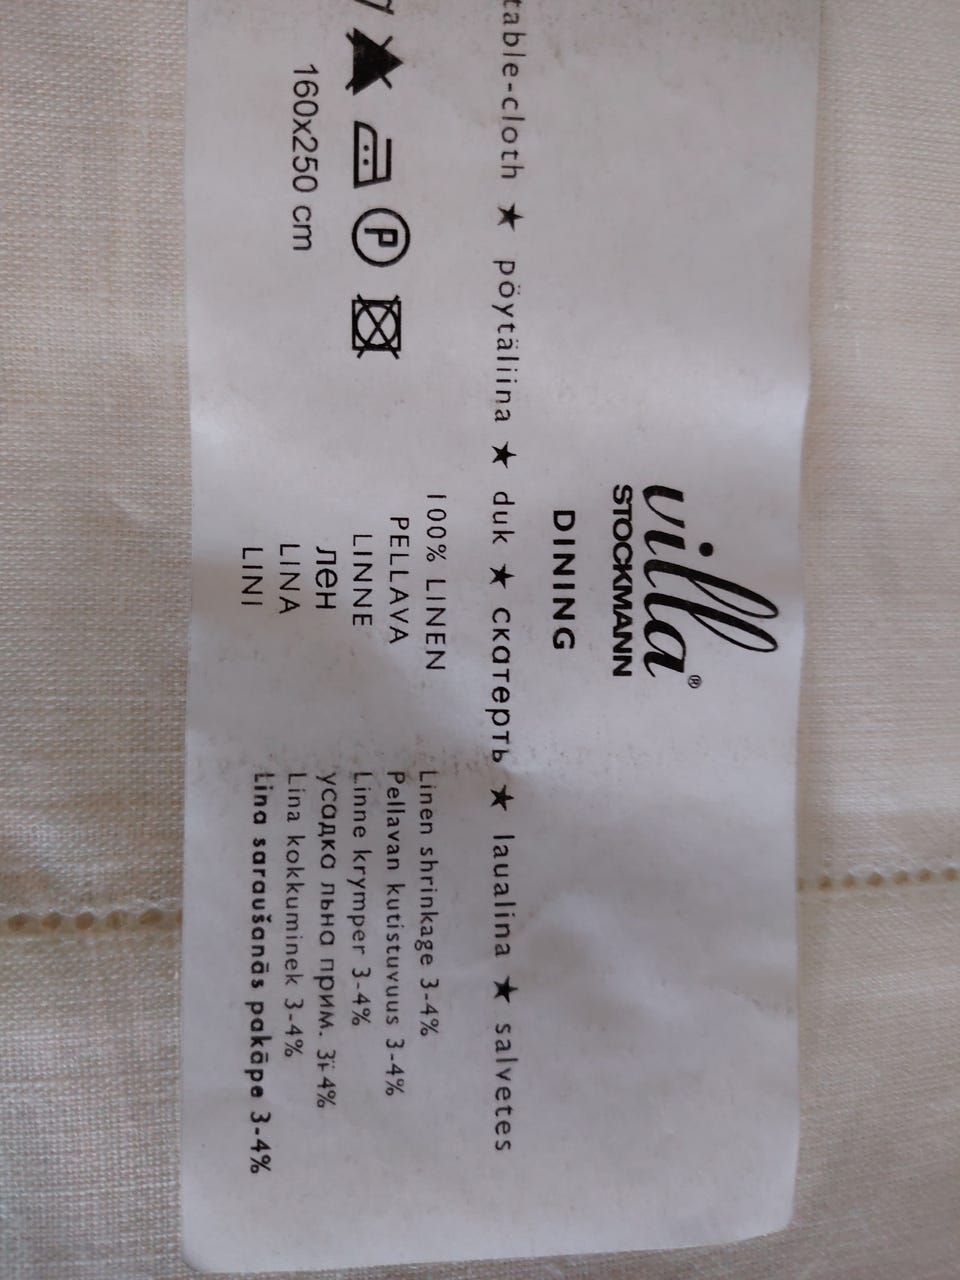 villa®
STOCKMANN
DINING
table-cloth ★ pöytäliina ★ duk ★ скатерть ★ laualina ★ salvetes
P
160x250 cm
100% LINEN
PELLAVA
LINNE
лен
LINA
LINI
Linen shrinkage 3-4%
Pellavan kutistuvuus 3-4%
Linne krymper 3-4%
усадка льна прим. 3-4%
Lina kokkuminek 3-4%
Lina saraušanās pakāpe 3-4%